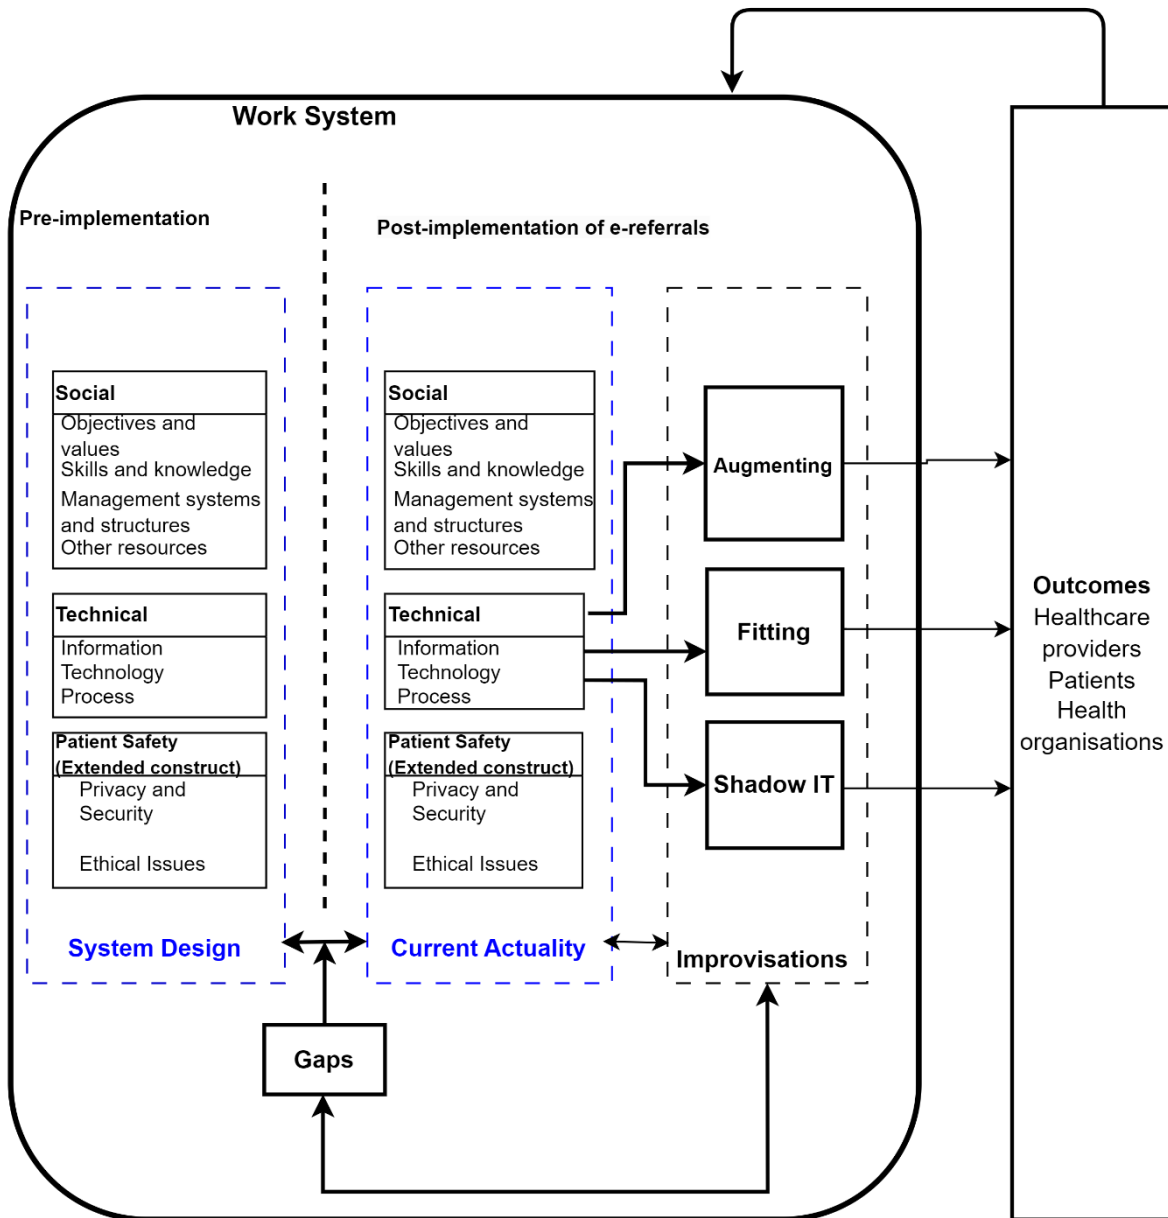 Work System
Pre-implementation
Post-implementation of e-referrals
Social
Objectives and
values
Skills and knowledge
Management systems
and structures
Other resources
Technical
Information
Technology
Process
Patient Safety
(Extended construct)
Privacy and
Security
Ethical Issues
System Design
Social
Objectives and
values
Skills and knowledge
Management systems
and structures
Other resources
Technical
Information
Technology
Process
Patient Safety
(Extended construct)
Privacy and
Security
Ethical Issues
Current Actuality
Augmenting
Fitting
Shadow IT
Improvisations
Gaps
Outcomes
Healthcare
providers
Patients
Health
organisations